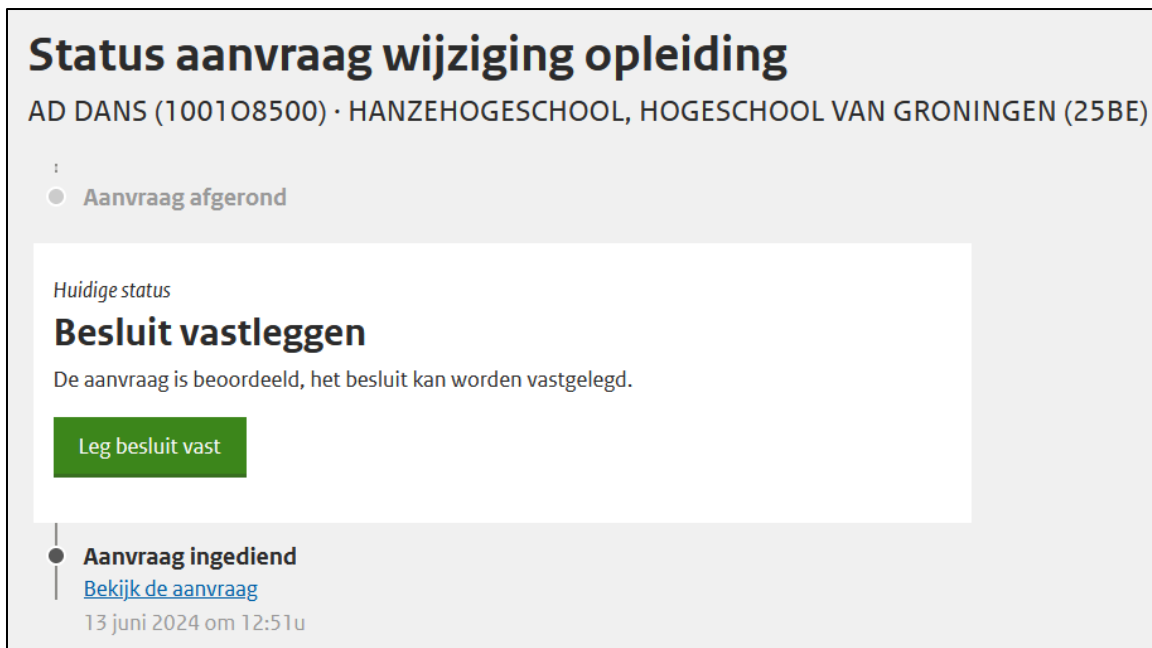 Status aanvraag wijziging opleiding
AD DANS (1001O8500) · HANZEHOGESCHOOL, HOGESCHOOL VAN GRONINGEN (25BE)
Aanvraag afgerond
Huidige status
Besluit vastleggen
De aanvraag is beoordeeld, het besluit kan worden vastgelegd.
Leg besluit vast
Aanvraag ingediend
Bekijk de aanvraag
13 juni 2024 om 12:51u